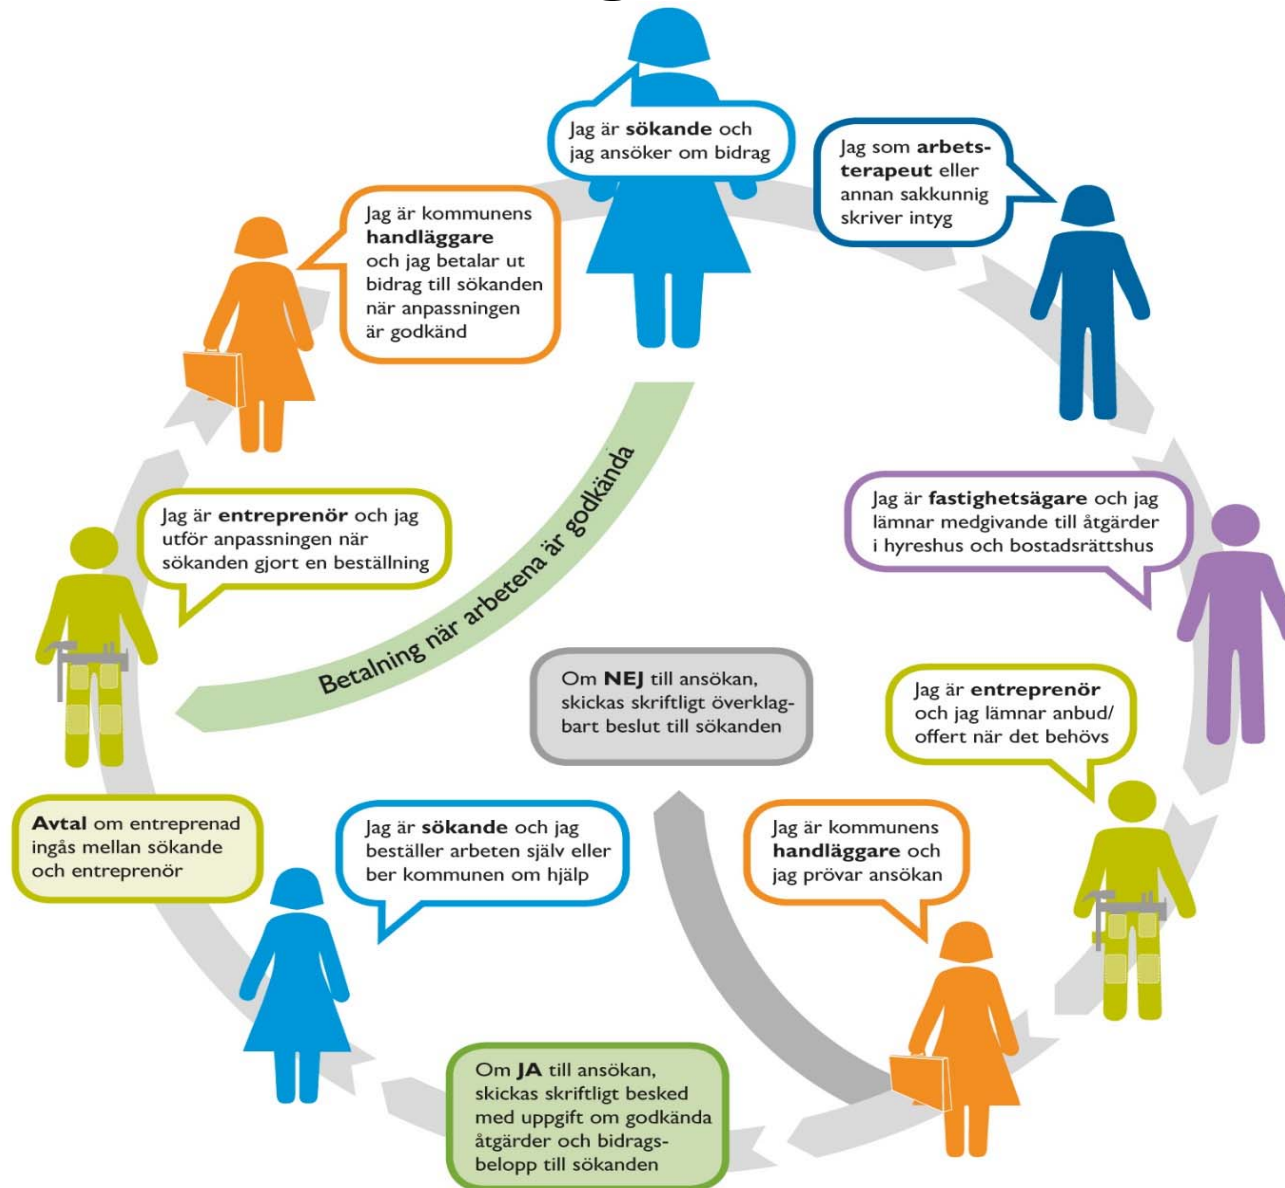 Jag är sökande och
jag ansöker om bidrag
Jag som arbets-
terapeut eller
annan sakkunnig
skriver intyg
Jag är fastighetsägare och jag
lämnar medgivande till åtgärder
i hyreshus och bostadsrättshus
Jag är entreprenör
och jag lämnar anbud/
offert när det behövs
Jag är kommunens
handläggare och
jag prövar ansökan
Om NEJ till ansökan,
skickas skriftligt överklag-
bart beslut till sökanden
Om JA till ansökan,
skickas skriftligt besked
med uppgift om godkända
åtgärder och bidrags-
belopp till sökanden
Jag är sökande och jag
beställer arbeten själv eller
ber kommunen om hjälp
Avtal om entreprenad
ingås mellan sökande
och entreprenör
Jag är entreprenör och jag
utför anpassningen när
sökanden gjort en beställning
Jag är kommunens
handläggare
och jag betalar ut
bidrag till sökanden
när anpassningen
är godkänd
Betalning när arbetena är godkända